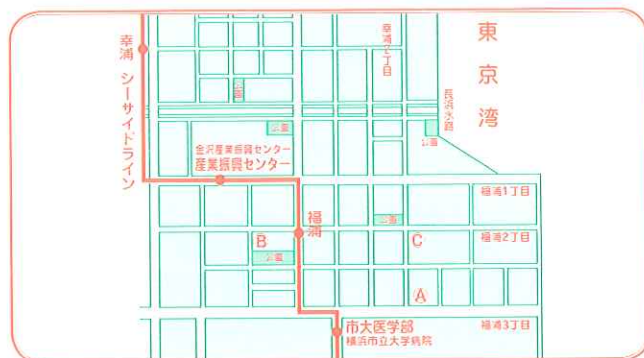 東京湾
幸浦2丁目
長浜水路
幸浦
シーサイドライン
公園
公園
公園
金沢産業振興センター
産業振興センター
福浦1丁目
公園
福浦
福浦2丁目
B
C
公園
A
市大医学部
横浜市立大学病院
福浦3丁目